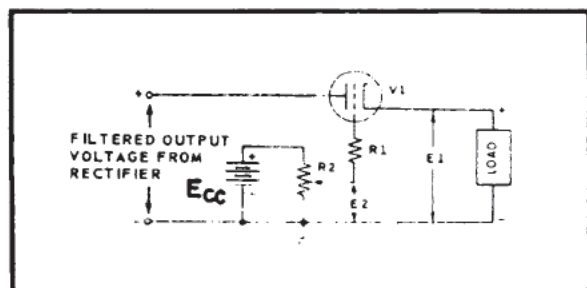 +
V1
+
FILTERED OUTPUT
VOLTAGE FROM
RECTIFIER
+
R2
R1
E1
LOAD
Ecc
E2
-
-